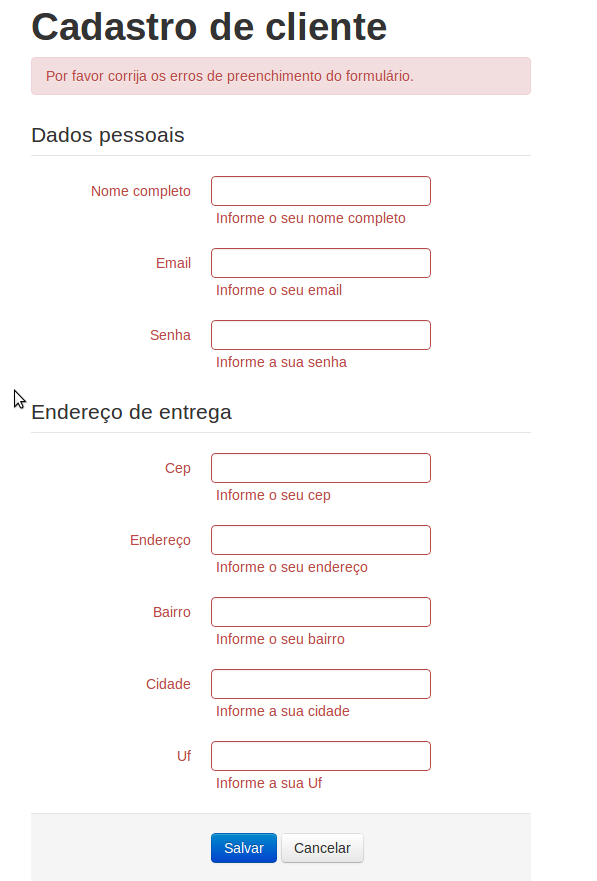 Cadastro de cliente
Por favor corrija os erros de preenchimento do formulário.
Dados pessoais
Nome completo
Informe o seu nome completo
Email
Informe o seu email
Senha
Informe a sua senha
Endereço de entrega
Cep
Informe o seu cep
Endereço
Informe o seu endereço
Bairro
Informe o seu bairro
Cidade
Informe a sua cidade
Uf
Informe a sua Uf
Salvar Cancelar